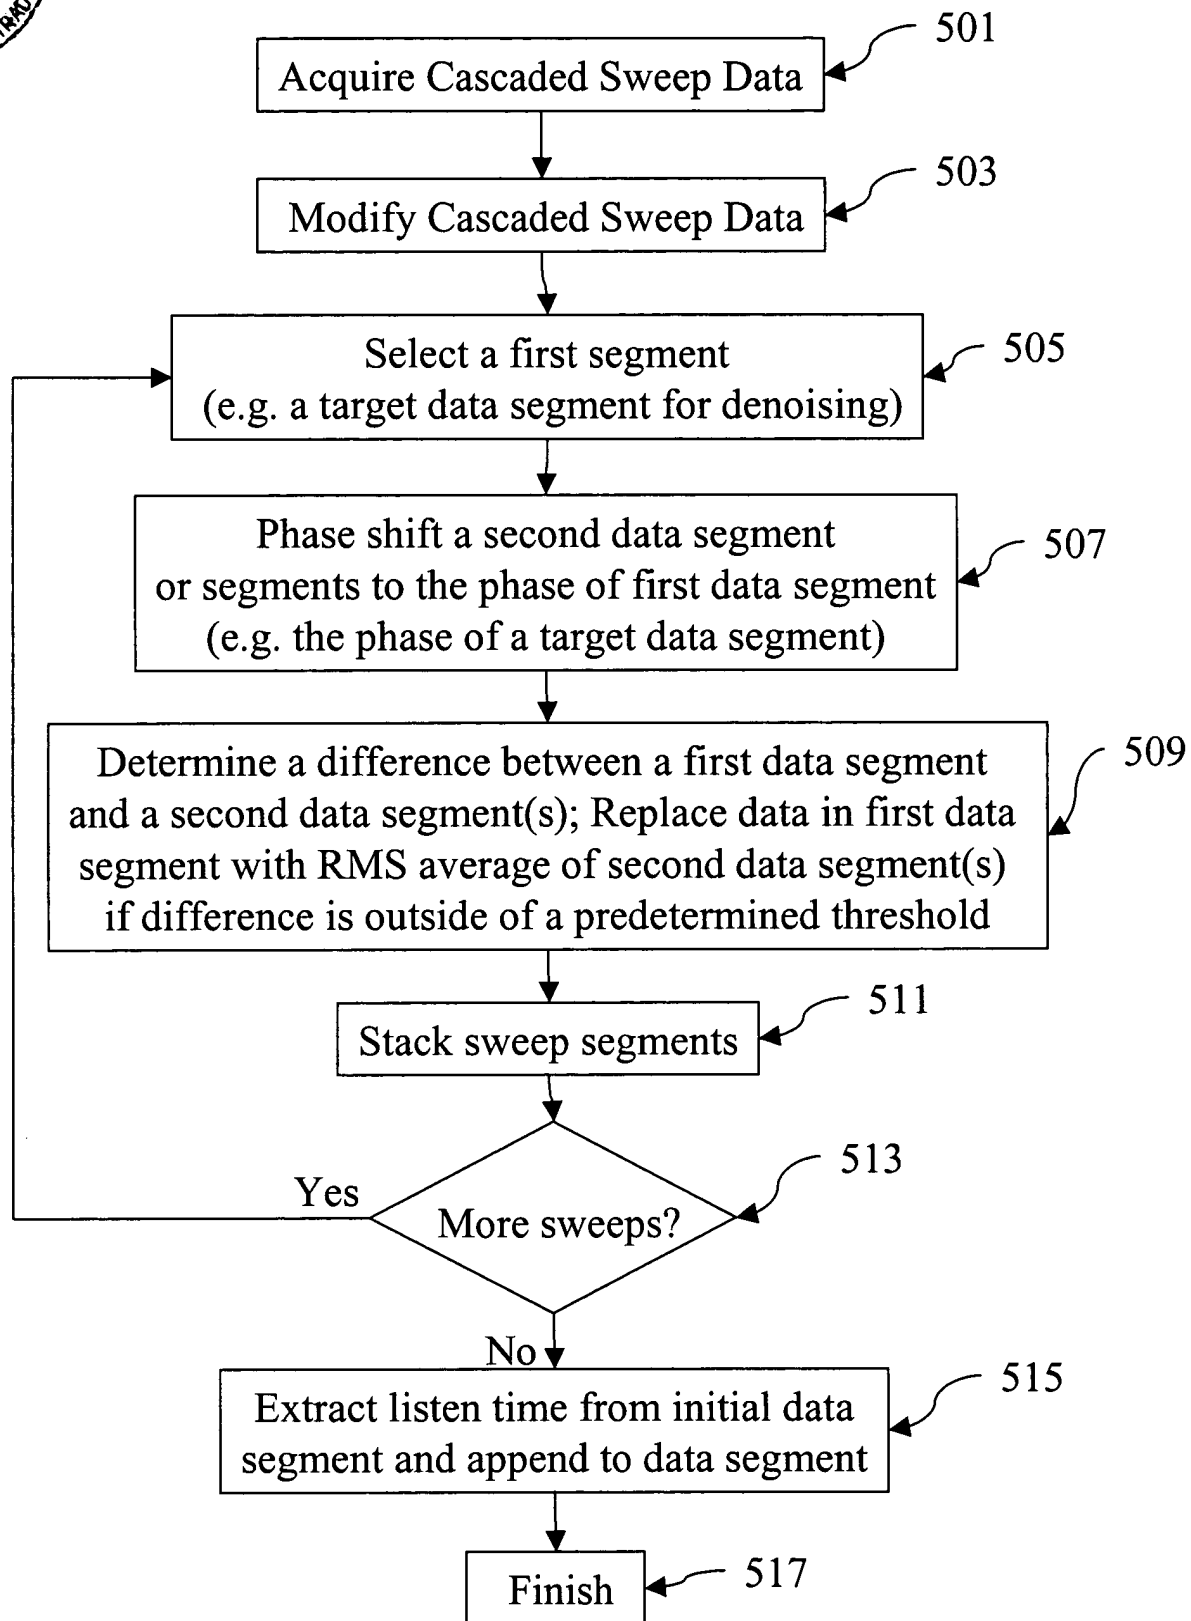 501
Acquire Cascaded Sweep Data
503
Modify Cascaded Sweep Data
505
Select a first segment
(e.g. a target data segment for denoising)
507
Phase shift a second data segment
or segments to the phase of first data segment
(e.g. the phase of a target data segment)
509
Determine a difference between a first data segment
and a second data segment(s); Replace data in first data
segment with RMS average of second data segment(s)
if difference is outside of a predetermined threshold
511
Stack sweep segments
513
Yes
More sweeps?
No
515
Extract listen time from initial data
segment and append to data segment
517
Finish